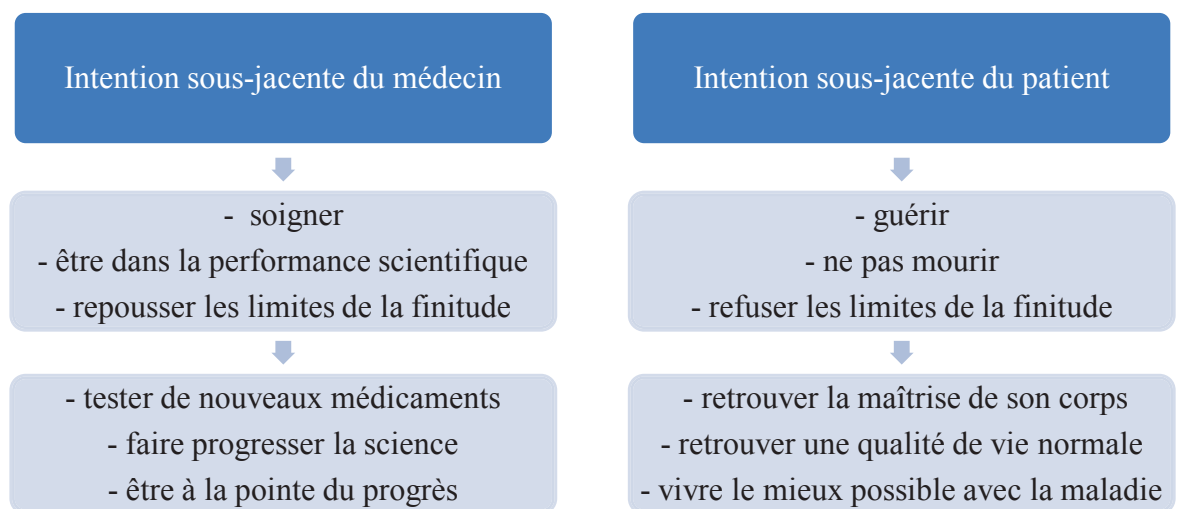 Intention sous-jacente du médecin
- soigner
- être dans la performance scientifique
- repousser les limites de la finitude
- tester de nouveaux médicaments
- faire progresser la science
- être à la pointe du progrès
Intention sous-jacente du patient
- guérir
- ne pas mourir
- refuser les limites de la finitude
- retrouver la maîtrise de son corps
- retrouver une qualité de vie normale
- vivre le mieux possible avec la maladie